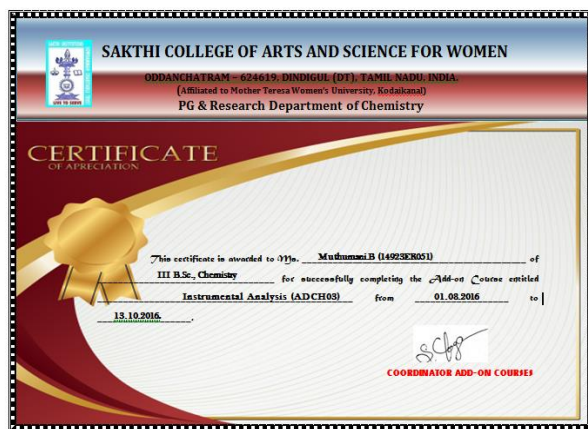 SAKTHI COLLEGE OF ARTS AND SCIENCE FOR WOMEN
ODDANCHATRAM – 624619. DINDIGUL (DT), TAMIL NADU. INDIA.
(Affiliated to Mother Teresa Women's University, Kodaikanal)
PG & Research Department of Chemistry
CERTIFICATE
OF APRECIATION
This certificate is awarded to Ms. Muthumani.B (14923ER051) of
III B.Sc., Chemistry for successfully completing the Add-on Course entitled
Instrumental Analysis (ADCH03) from 01.08.2016 to
13.10.2016.
COORDINATOR ADD-ON COURSES